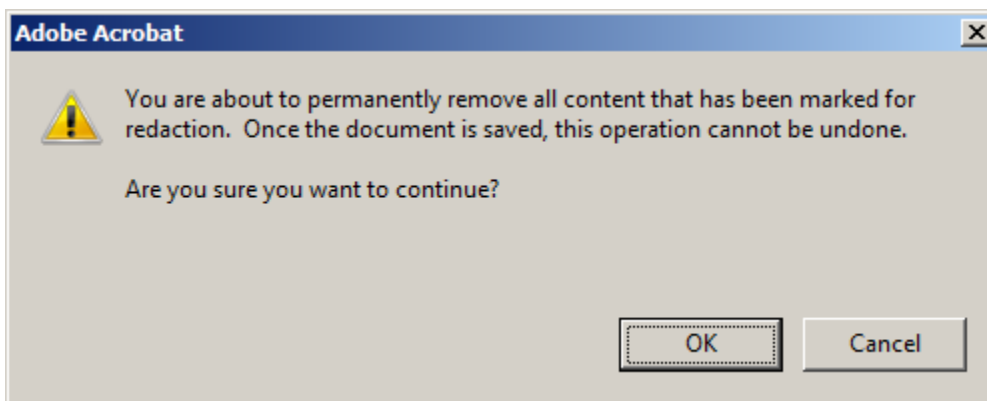 Adobe Acrobat
You are about to permanently remove all content that has been marked for
redaction.  Once the document is saved, this operation cannot be undone.
Are you sure you want to continue?
OK
Cancel